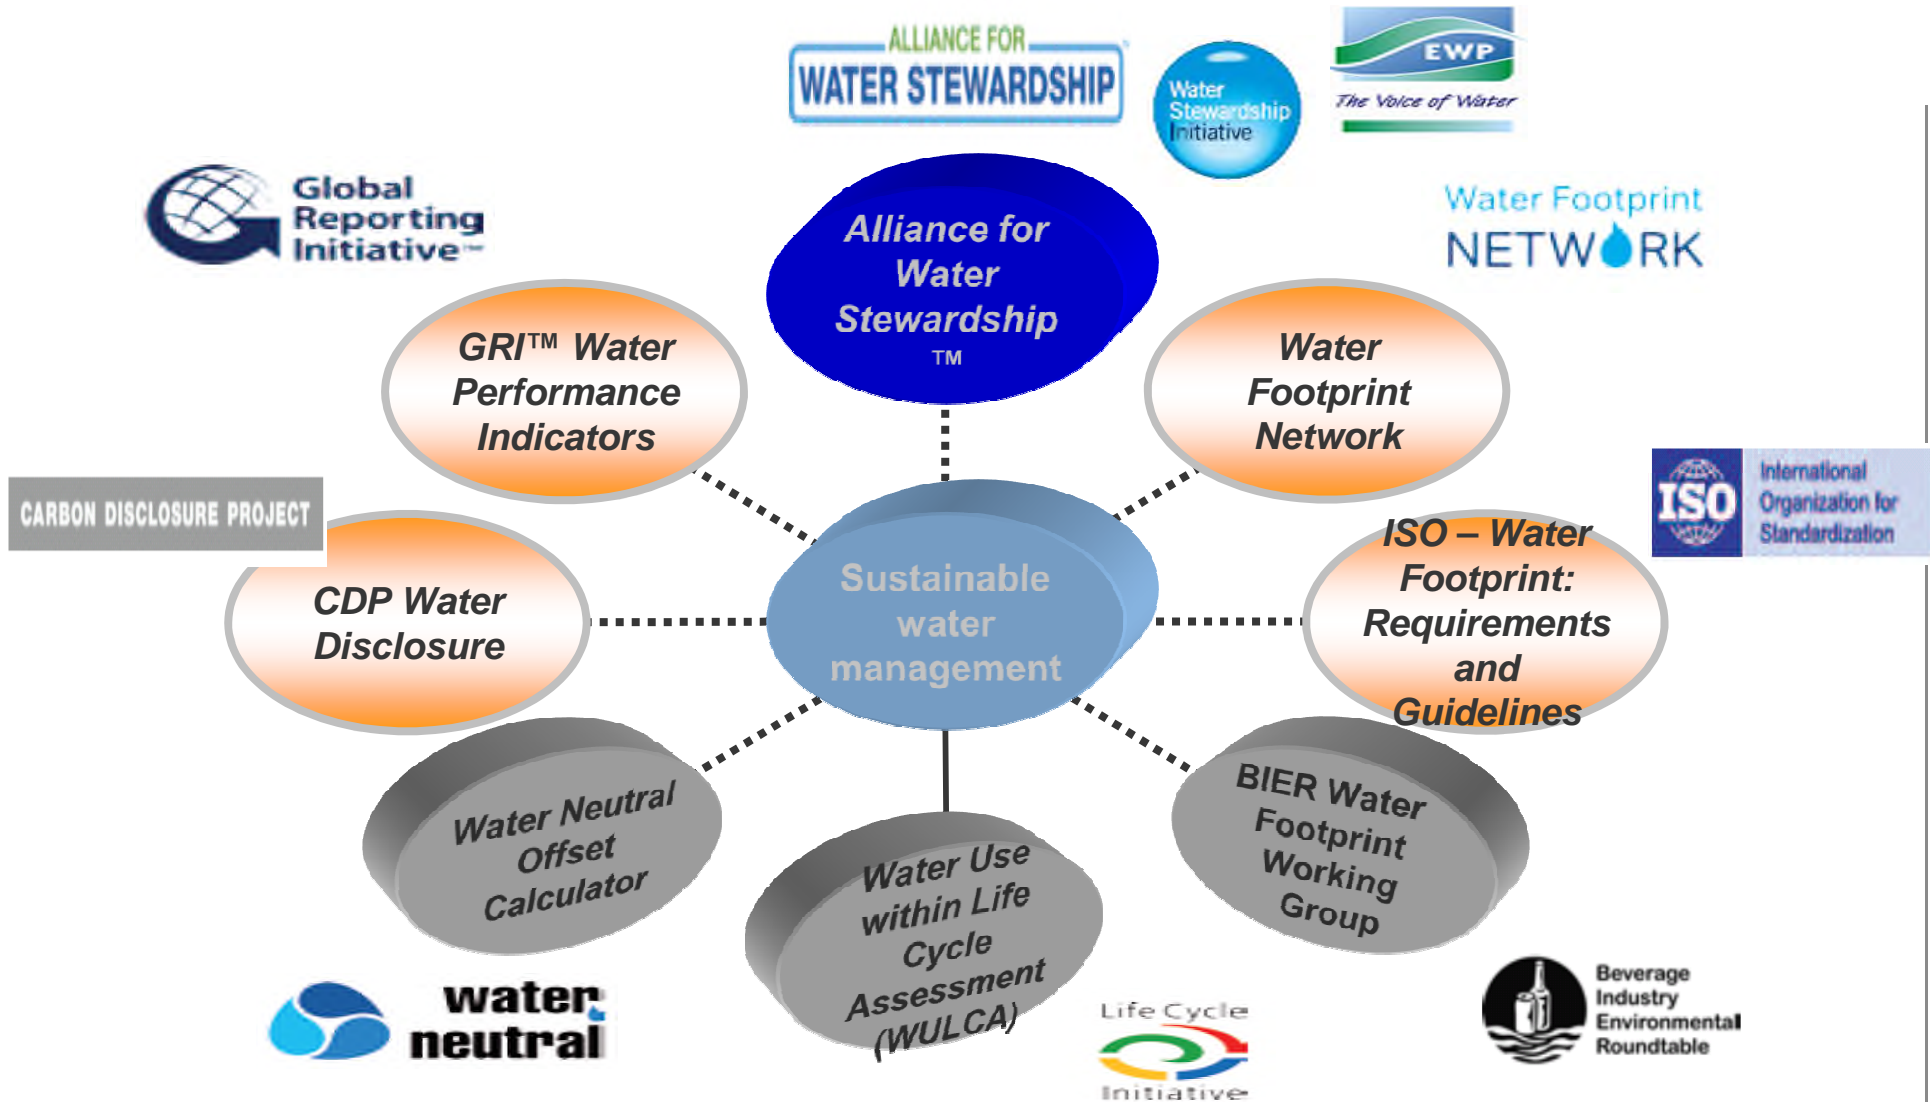 ALLIANCE FOR
WATER STEWARDSHIP
Water
Stewardship
Initiative
EWP
The Voice of Water
Global
Reporting
Initiative™
Water Footprint
NETWORK
Alliance for
Water
Stewardship
TM
GRI™ Water
Performance
Indicators
Water
Footprint
Network
CARBON DISCLOSURE PROJECT
ISO
International
Organization for
Standardization
CDP Water
Disclosure
Sustainable
water
management
ISO – Water
Footprint:
Requirements
and
Guidelines
Water Neutral
Offset
Calculator
Water Use
within Life
Cycle
Assessment
(WULCA)
BIER Water
Footprint
Working
Group
water
neutral
Life Cycle
Initiative
Beverage
Industry
Environmental
Roundtable